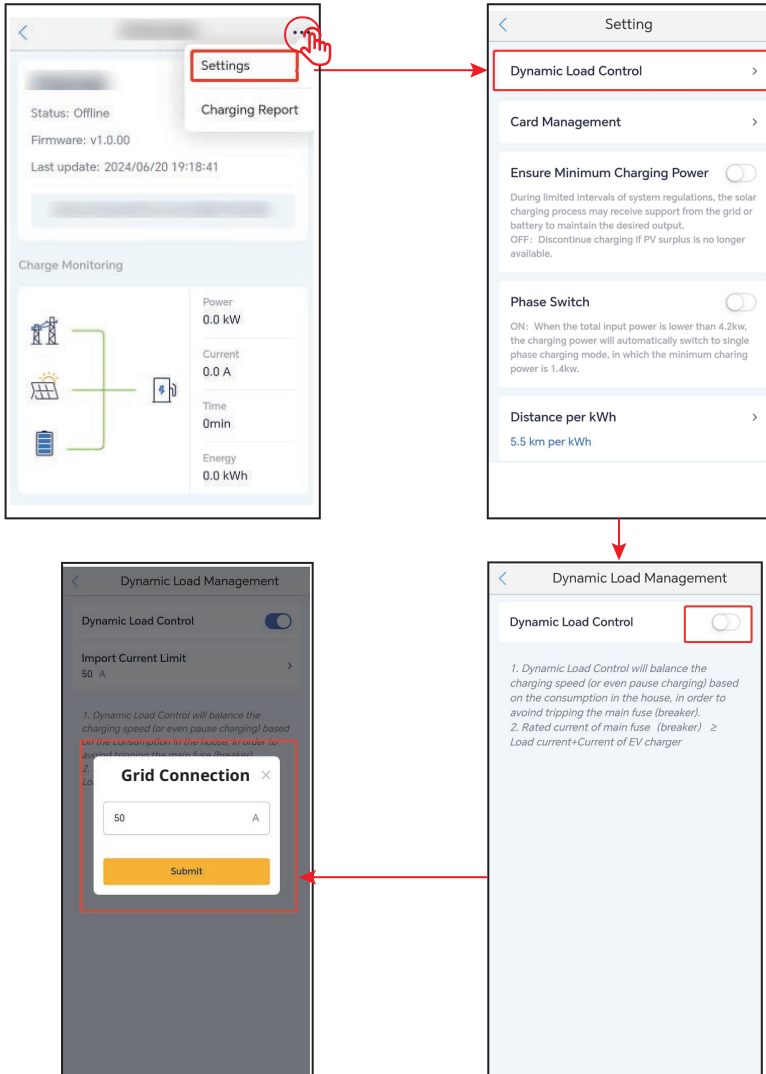 Settings
Charging Report
Status: Offline
Firmware: v1.0.00
Last update: 2024/06/20 19:18:41
Charge Monitoring
Power
0.0 kW
Current
0.0 A
Time
0min
Energy
0.0 kWh
Setting
Dynamic Load Control
Card Management
Ensure Minimum Charging Power
During limited intervals of system regulations, the solar
charging process may receive support from the grid or
battery to maintain the desired output.
OFF: Discontinue charging if PV surplus is no longer
available.
Phase Switch
ON: When the total input power is lower than 4.2kw,
the charging power will automatically switch to single
phase charging mode, in which the minimum charing
power is 1.4kw.
Distance per kWh
5.5 km per kWh
Dynamic Load Management
Dynamic Load Control
1. Dynamic Load Control will balance the
charging speed (or even pause charging) based
on the consumption in the house, in order to
avoind tripping the main fuse (breaker).
2. Rated current of main fuse (breaker) ≥
Load current+Current of EV charger
Dynamic Load Management
Dynamic Load Control
Import Current Limit
50 A
1. Dynamic Load Control will balance the
charging speed (or even pause charging) based
on the consumption in the house, in order to
avoind tripping the main fuse (breaker).
2.
Grid Connection
50 A
Submit